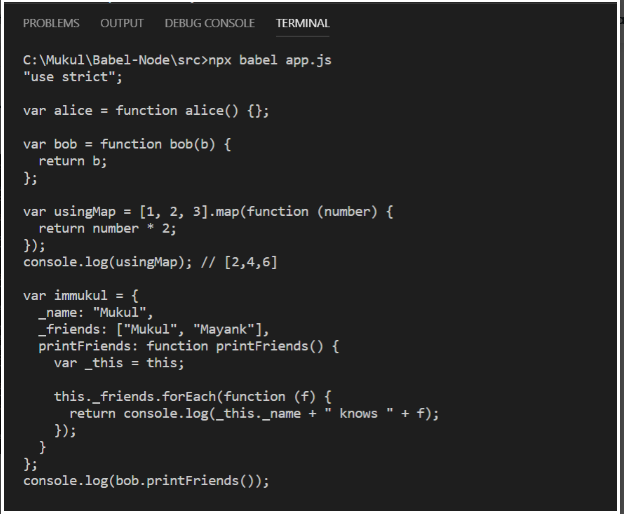 PROBLEMS OUTPUT DEBUG CONSOLE TERMINAL
C:\Mukul\Babel-Node\src>npx babel app.js
"use strict";
var alice = function alice() {};
var bob = function bob(b) {
  return b;
};
var usingMap = [1, 2, 3].map(function (number) {
  return number * 2;
});
console.log(usingMap); // [2,4,6]
var immukul = {
  _name: "Mukul",
  _friends: ["Mukul", "Mayank"],
  printFriends: function printFriends() {
    var _this = this;
    this._friends.forEach(function (f) {
      return console.log(_this._name + " knows " + f);
    });
  }
};
console.log(bob.printFriends());